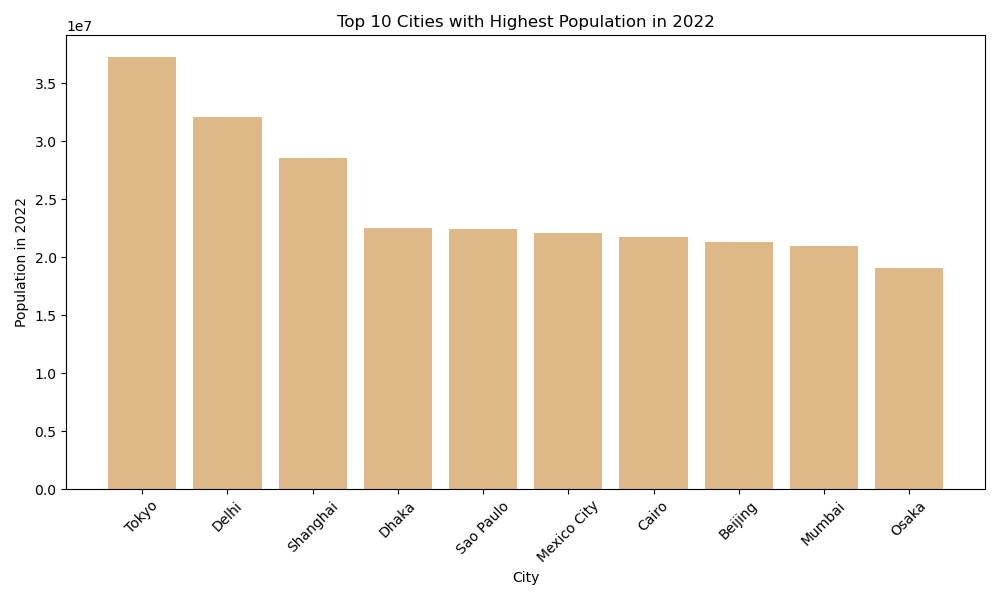 Top 10 Cities with Highest Population in 2022
1e7
3.5
3.0
2.5
2.0
1.5
1.0
0.5
0.0
Population in 2022
Tokyo
Delhi
Shanghai
Dhaka
Sao Paulo
Mexico City
Cairo
Beijing
Mumbai
Osaka
City